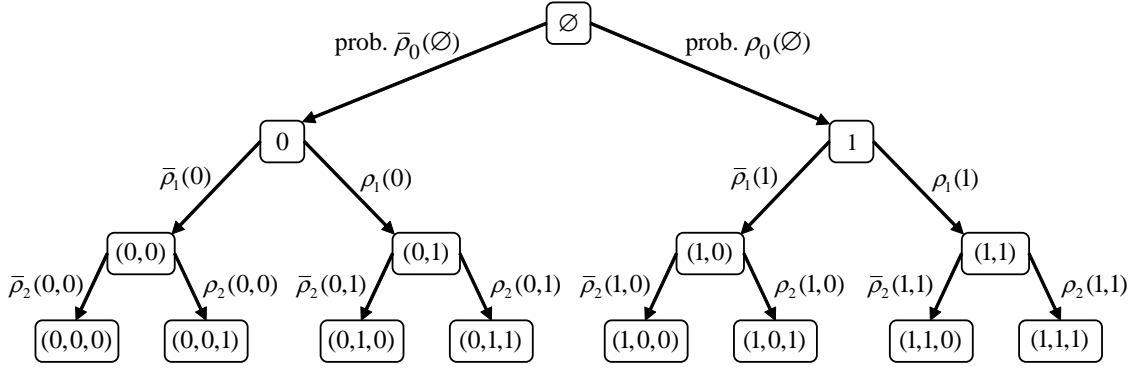 ∅
prob. ρ̅₀(∅) prob. ρ₀(∅)
0 1
ρ̅₁(0) ρ₁(0) ρ̅₁(1) ρ₁(1)
(0,0) (0,1) (1,0) (1,1)
ρ̅₂(0,0) ρ₂(0,0) ρ̅₂(0,1) ρ₂(0,1) ρ̅₂(1,0) ρ₂(1,0) ρ̅₂(1,1) ρ₂(1,1)
(0,0,0) (0,0,1) (0,1,0) (0,1,1) (1,0,0) (1,0,1) (1,1,0) (1,1,1)